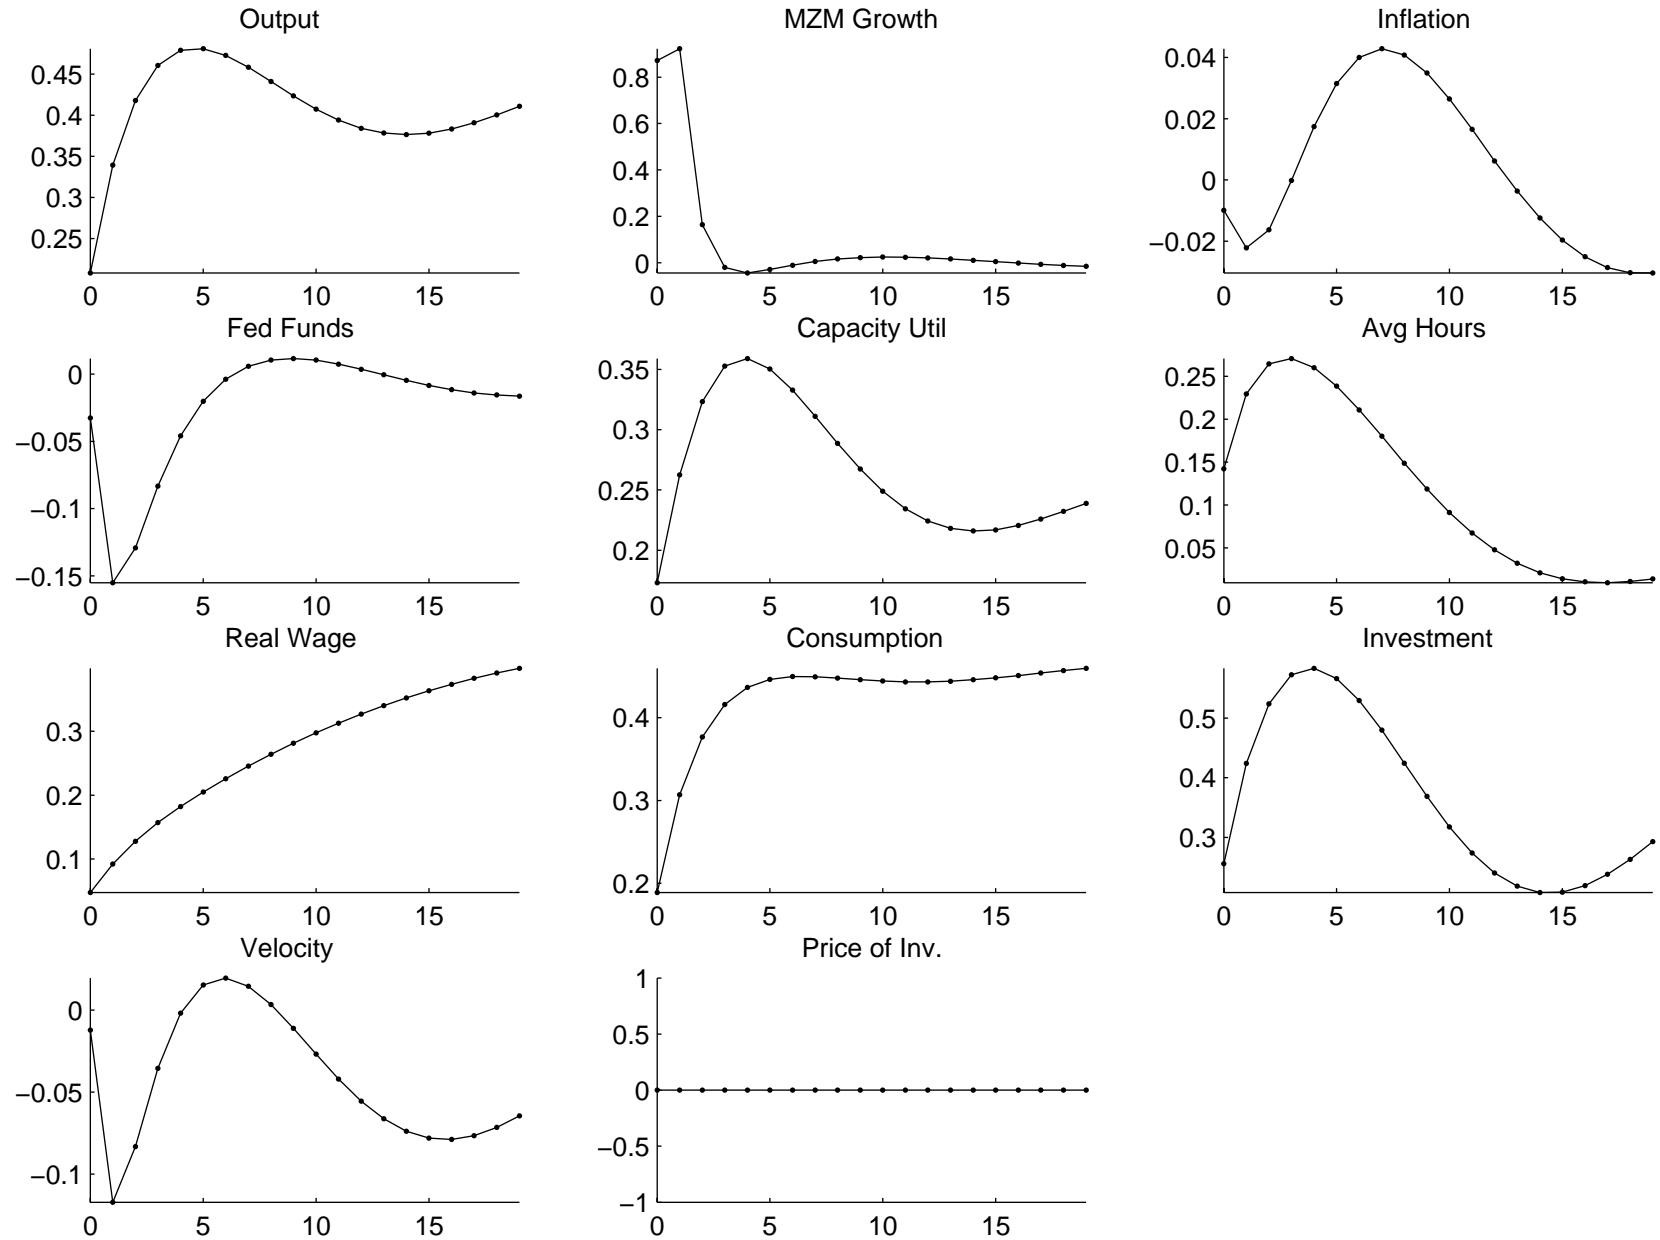 Output
MZM Growth
Inflation
0.45
0.4
0.35
0.3
0.25
0 5 10 15
0.8
0.6
0.4
0.2
0
0 5 10 15
0.04
0.02
0
−0.02
0 5 10 15
Fed Funds
Capacity Util
Avg Hours
0
−0.05
−0.1
−0.15
0 5 10 15
0.35
0.3
0.25
0.2
0 5 10 15
0.25
0.2
0.15
0.1
0.05
0 5 10 15
Real Wage
Consumption
Investment
0.3
0.2
0.1
0 5 10 15
0.4
0.3
0.2
0 5 10 15
0.5
0.4
0.3
0 5 10 15
Velocity
Price of Inv.
0
−0.05
−0.1
0 5 10 15
1
0.5
0
−0.5
−1
0 5 10 15